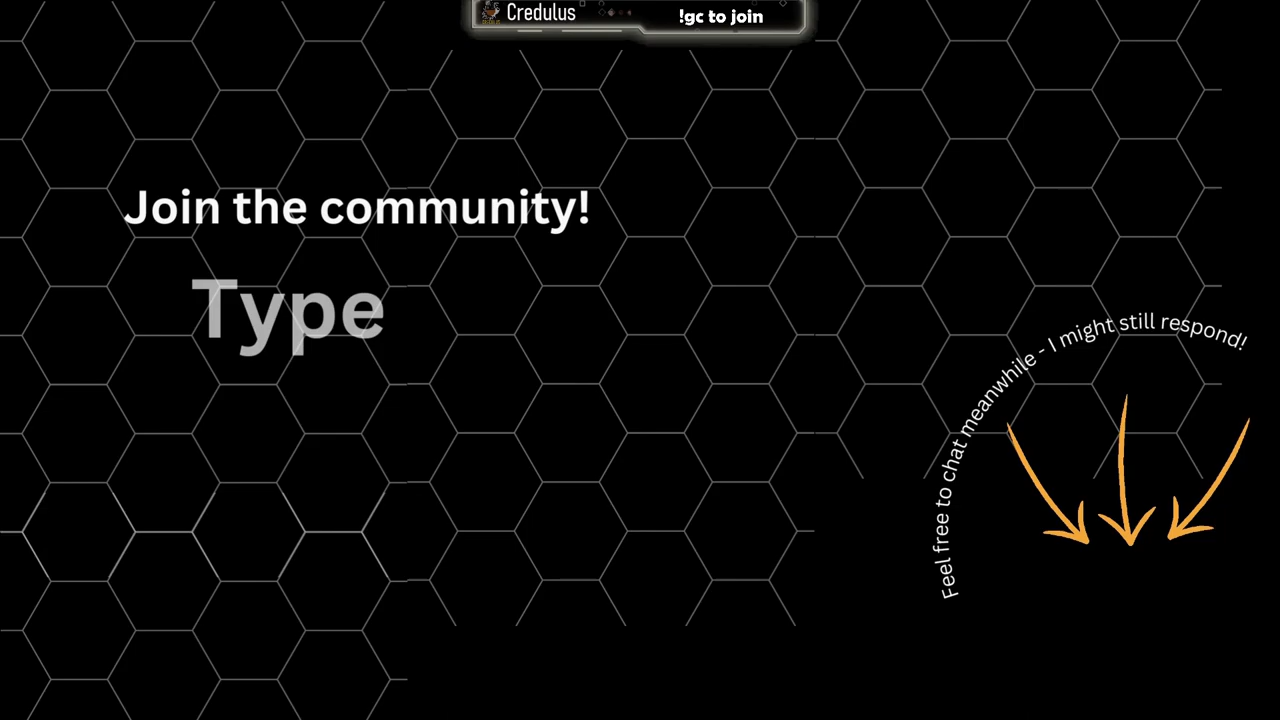 Credulus
!gc to join
Join the community!
Type
Feel free to chat meanwhile - I might still respond!